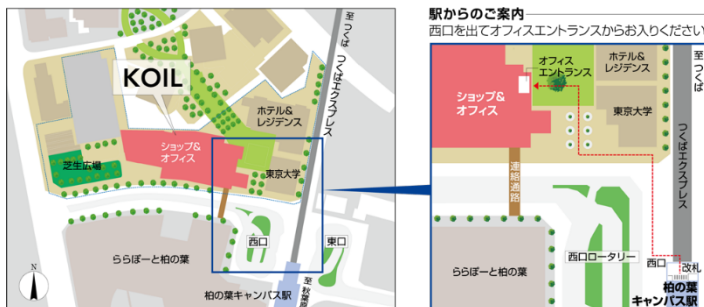 KOIL
至つくば
つくばエクスプレス
ホテル&
レジデンス
ショップ&
オフィス
芝生広場
東京大学
西口
東口
ららぽーと柏の葉
至秋葉原
柏の葉キャンパス駅
N
駅からのご案内
西口を出てオフィスエントランスからお入りください
オフィス
エントランス
ホテル&
レジデンス
至つくば
ショップ&
オフィス
東京大学
つくばエクスプレス
連絡通路
西口ロータリー
西口
改札
ららぽーと柏の葉
柏の葉
キャンパス駅